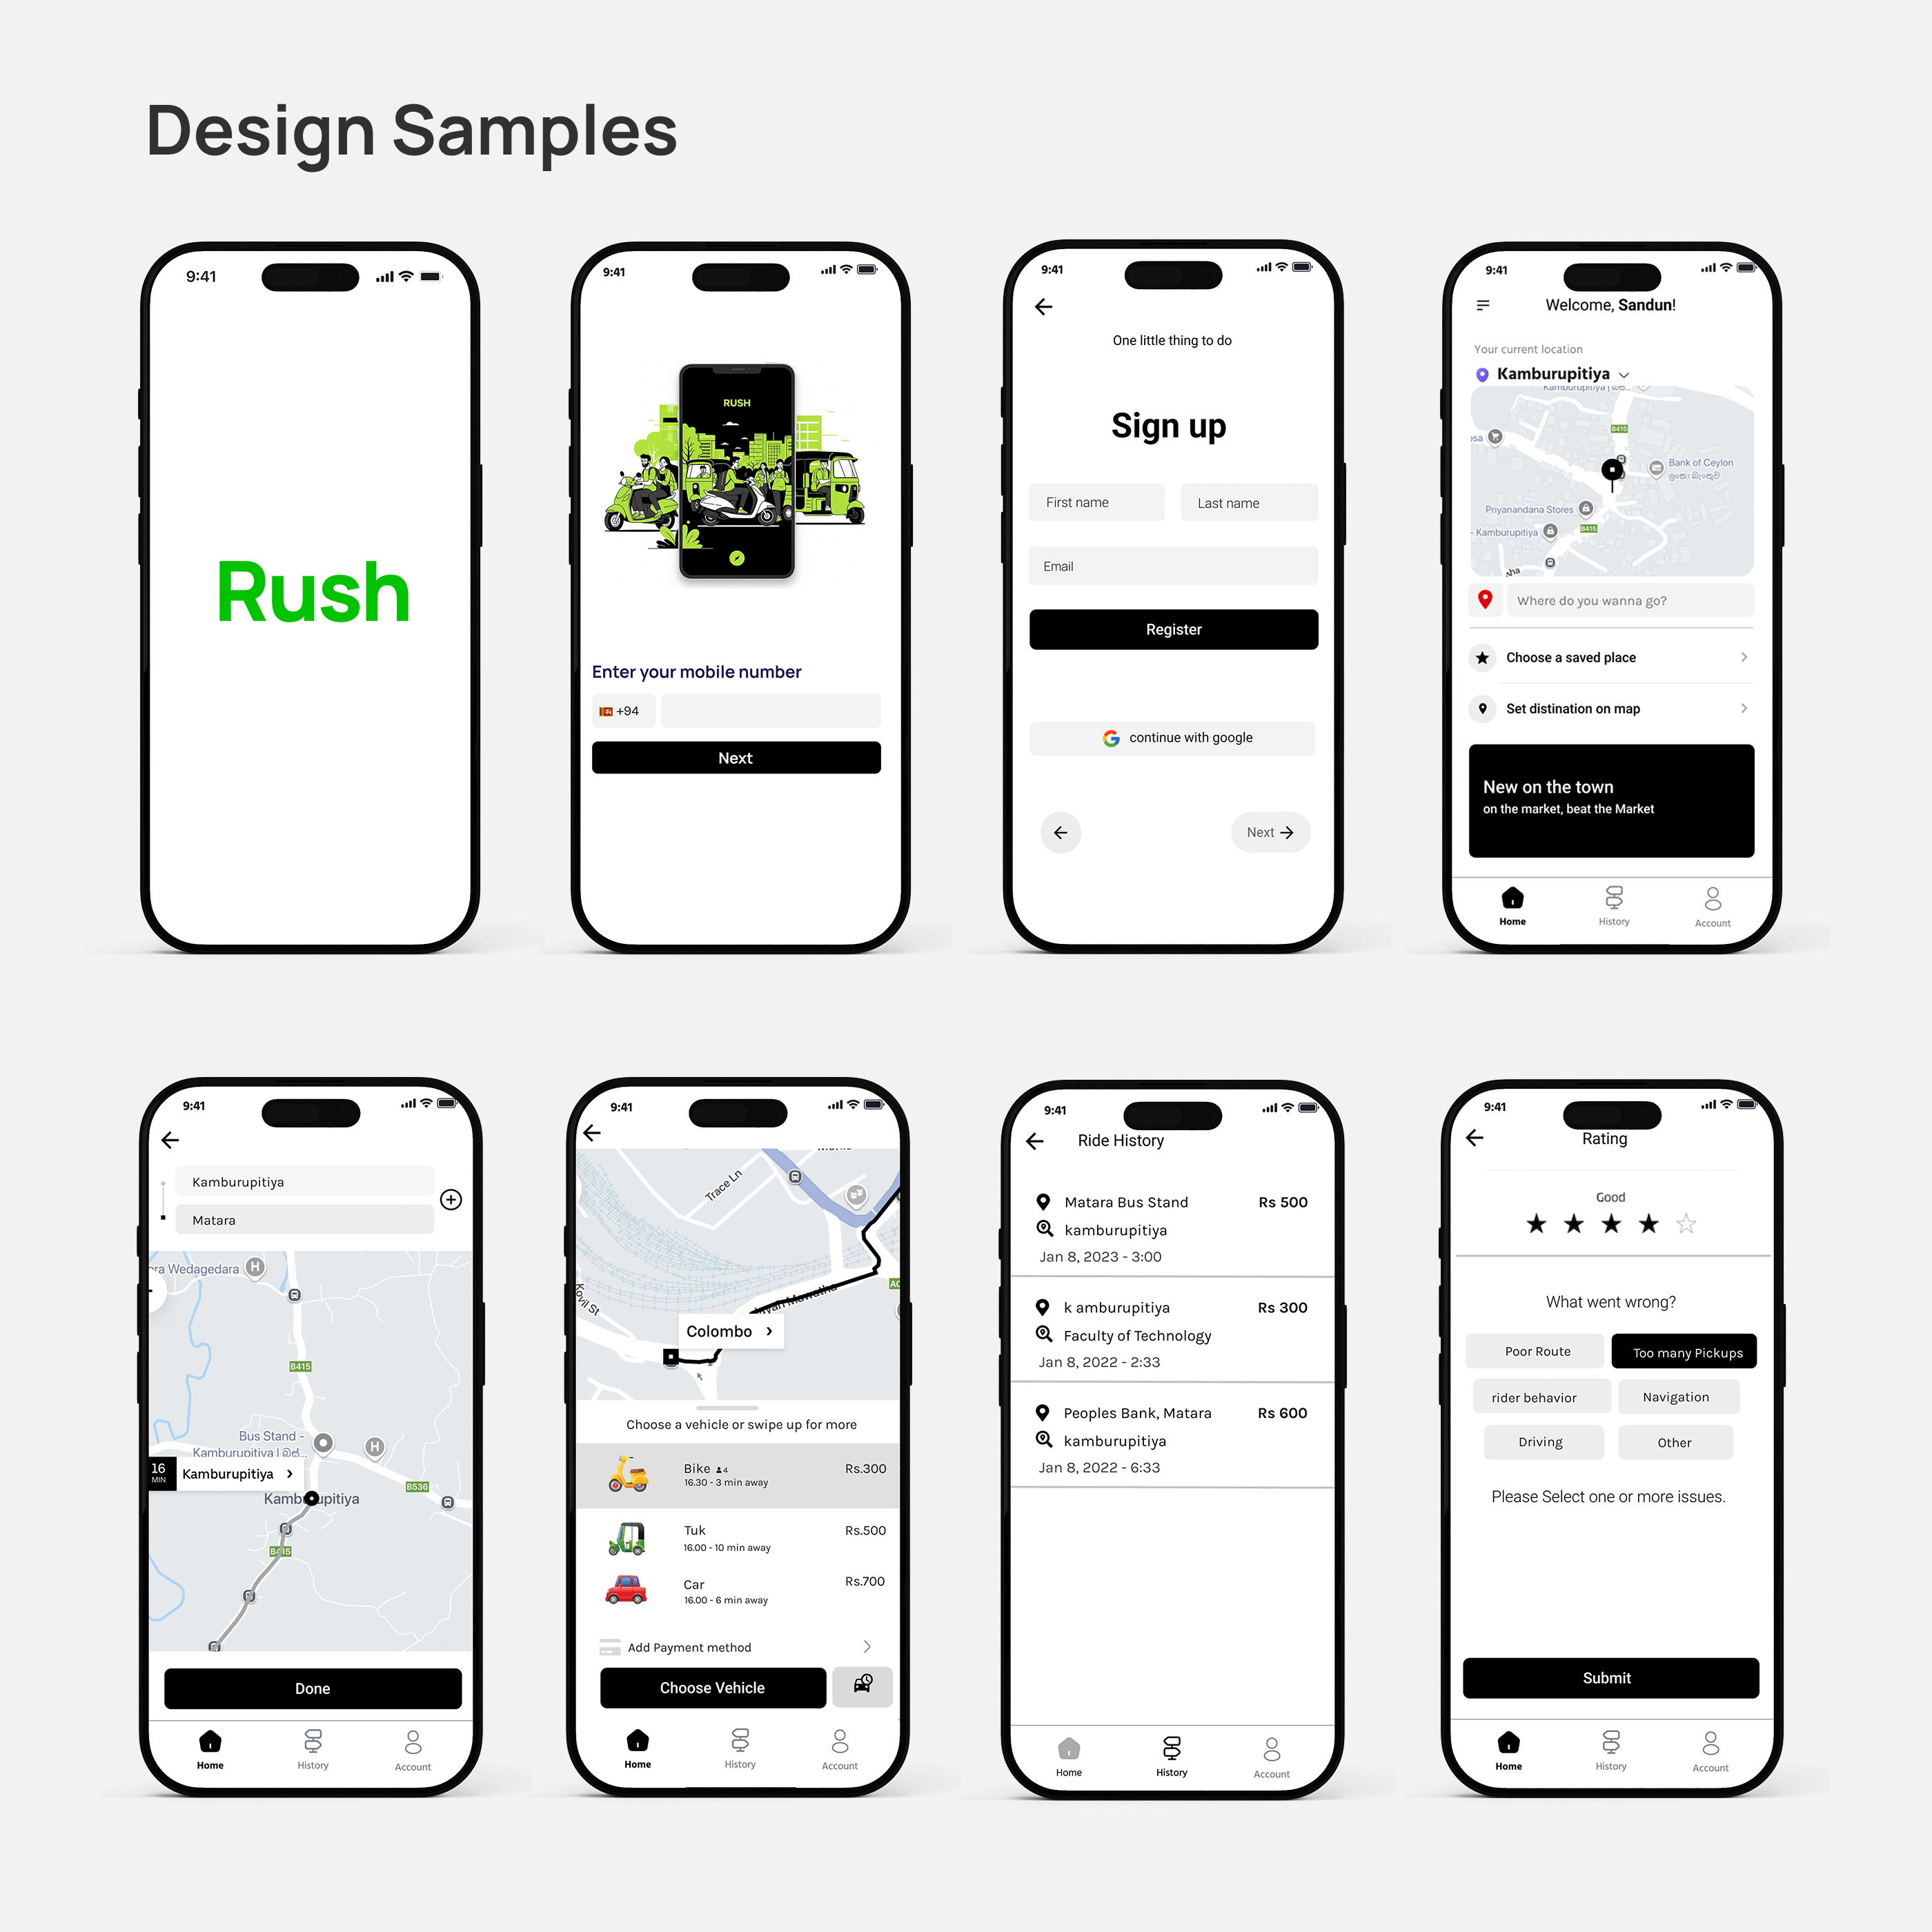 Design Samples
9:41
Rush
9:41
RUSH
Enter your mobile number
+94
Next
9:41
One little thing to do
Sign up
First name
Last name
Email
Register
continue with google
Next
9:41
Welcome, Sandun!
Your current location
Kamburupitiya
B415
Bank of Ceylon
ලංකා බැංකුව
Priyanandana Stores
B415
- Kamburupitiya
Where do you wanna go?
Choose a saved place
Set distination on map
New on the town
on the market, beat the Market
Home
History
Account
9:41
Kamburupitiya
Matara
ra Wedagedara
H
B415
Bus Stand -
Kamburupitiya |
H
16
MIN
Kamburupitiya
B536
Kamburupitiya
B415
Done
Home
History
Account
9:41
Trace Ln
Kovil St
Mawatha
Colombo
Choose a vehicle or swipe up for more
Bike 4
Rs.300
16.30 - 3 min away
Tuk
Rs.500
16.00 - 10 min away
Car
Rs.700
16.00 - 6 min away
Add Payment method
Choose Vehicle
Home
History
Account
9:41
Ride History
Matara Bus Stand
Rs 500
kamburupitiya
Jan 8, 2023 - 3:00
k amburupitiya
Rs 300
Faculty of Technology
Jan 8, 2022 - 2:33
Peoples Bank, Matara
Rs 600
kamburupitiya
Jan 8, 2022 - 6:33
Home
History
Account
9:41
Rating
Good
What went wrong?
Poor Route
Too many Pickups
rider behavior
Navigation
Driving
Other
Please Select one or more issues.
Submit
Home
History
Account